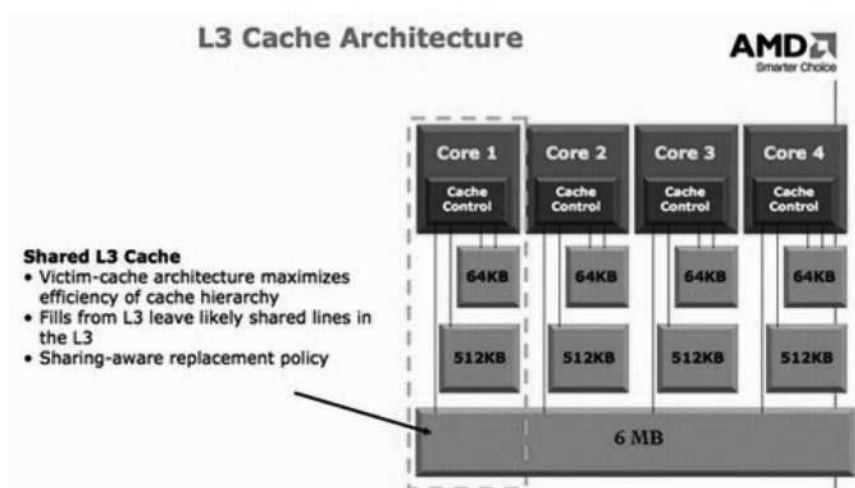 L3 Cache Architecture
AMD
Smarter Choice
Core 1
Core 2
Core 3
Core 4
Cache
Control
Cache
Control
Cache
Control
Cache
Control
Shared L3 Cache
• Victim-cache architecture maximizes
efficiency of cache hierarchy
• Fills from L3 leave likely shared lines in
the L3
• Sharing-aware replacement policy
64KB
64KB
64KB
64KB
512KB
512KB
512KB
512KB
6 MB